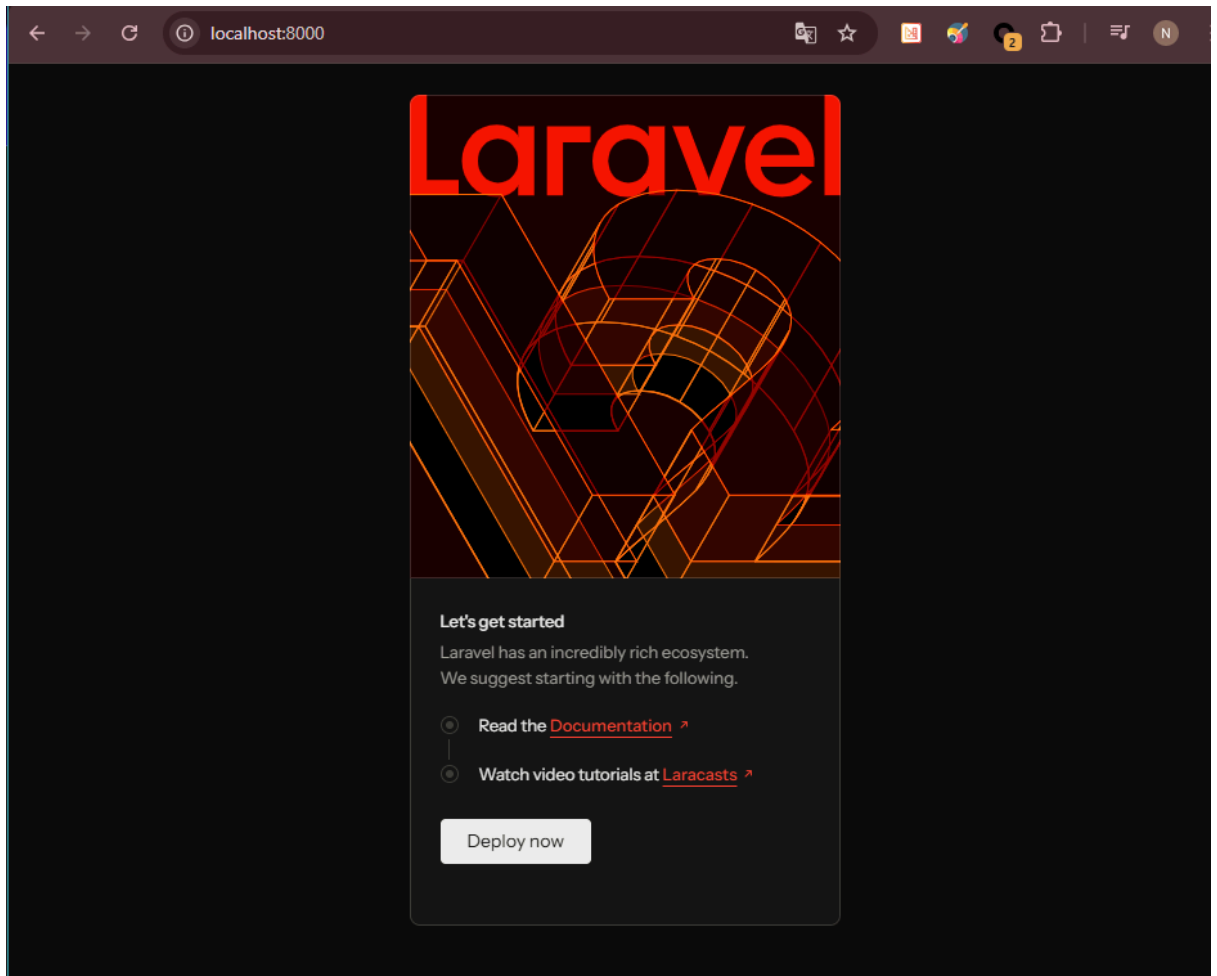 localhost:8000
2
N
Laravel
Let's get started
Laravel has an incredibly rich ecosystem.
We suggest starting with the following.
Read the Documentation
Watch video tutorials at Laracasts
Deploy now